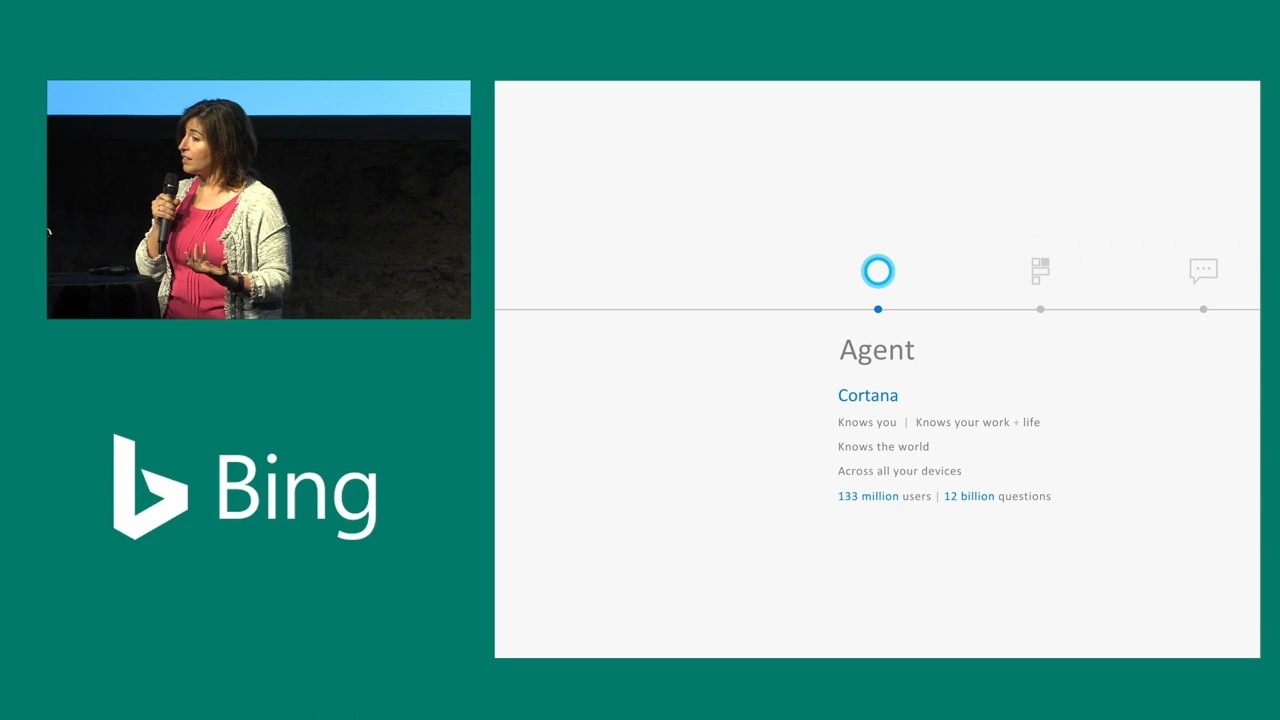 Bing
Agent
Cortana
Knows you | Knows your work + life
Knows the world
Across all your devices
133 million users | 12 billion questions